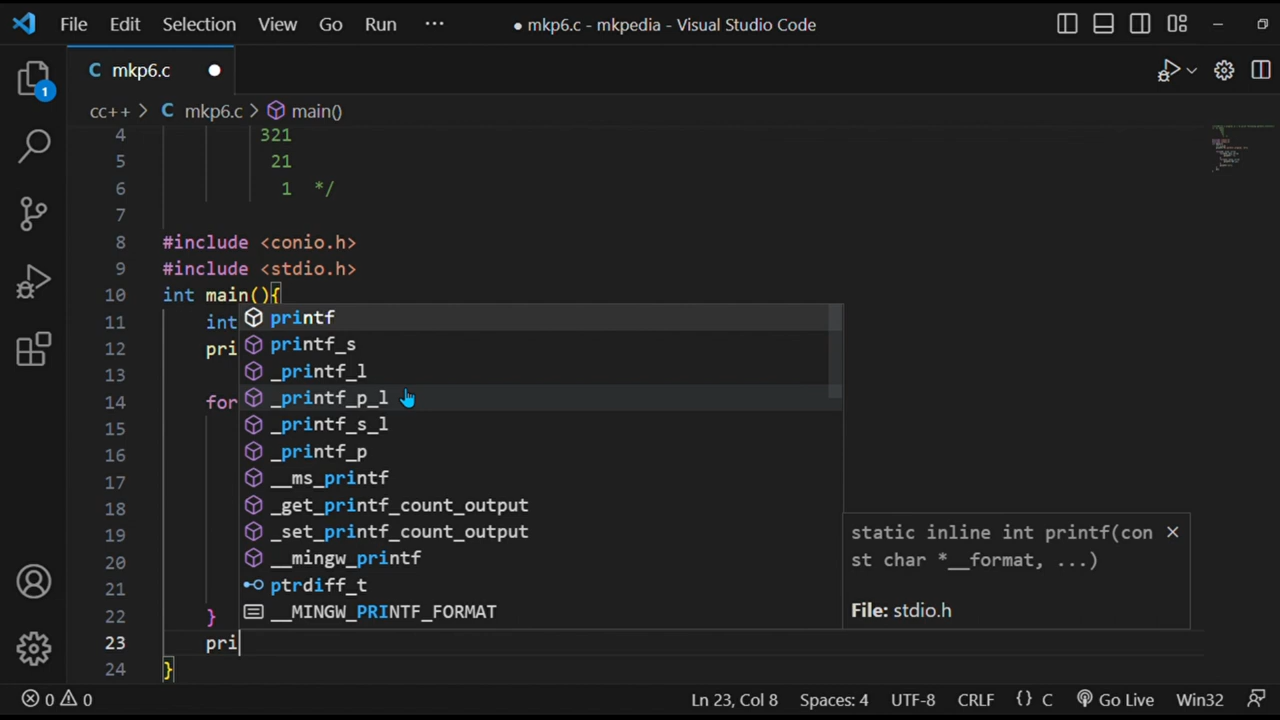 File Edit Selection View Go Run ··· ● mkp6.c - mkpedia - Visual Studio Code
C mkp6.c ●
1
cc++ > C mkp6.c > main()
4 321
5 21
6 1 */
7
8 #include <conio.h>
9 #include <stdio.h>
10 int main(){
11 int
12 pri
13
14 for
15
16
17
18
19
20
21
22 }
23 pri
24 }
printf
printf_s
_printf_l
_printf_p_l
_printf_s_l
_printf_p
__ms_printf
_get_printf_count_output
_set_printf_count_output
__mingw_printf
ptrdiff_t
__MINGW_PRINTF_FORMAT
static inline int printf(con
st char *__format, ...)
File: stdio.h
0 0 Ln 23, Col 8 Spaces: 4 UTF-8 CRLF {} C Go Live Win32